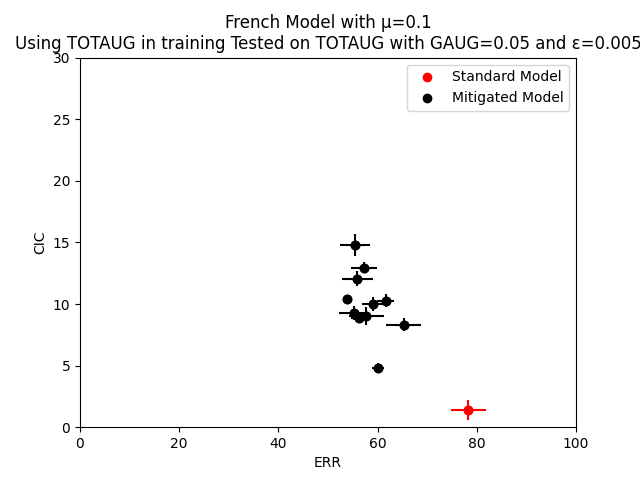 French Model with μ=0.1
Using TOTAUG in training Tested on TOTAUG with GAUG=0.05 and ε=0.005
Standard Model
Mitigated Model
30
25
20
15
10
5
0
CIC
0 20 40 60 80 100
ERR